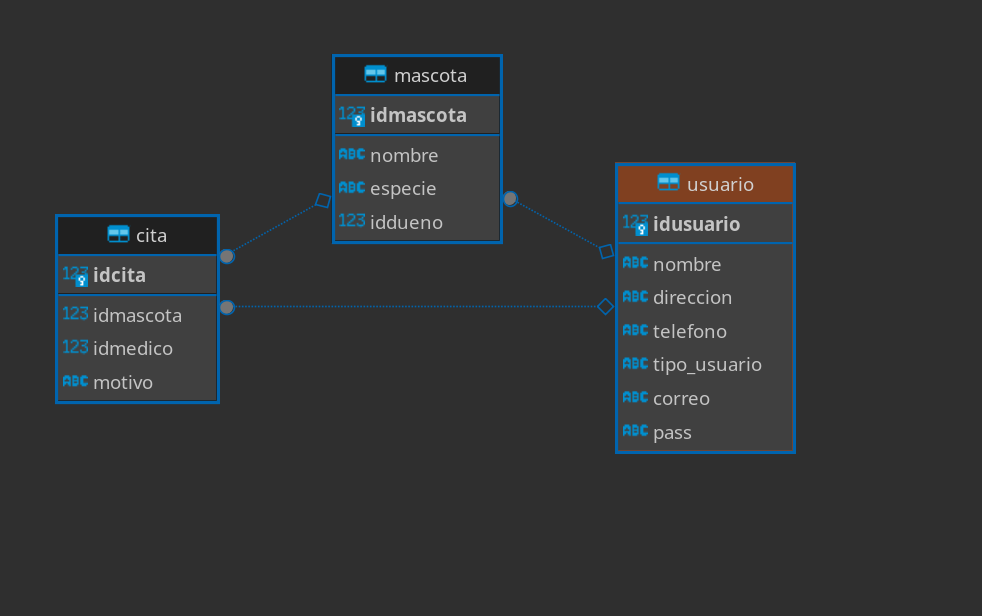 mascota
123 idmascota
ABC nombre
ABC especie
123 iddueno
usuario
123 idusuario
ABC nombre
ABC direccion
ABC telefono
ABC tipo_usuario
ABC correo
ABC pass
cita
123 idcita
123 idmascota
123 idmedico
ABC motivo